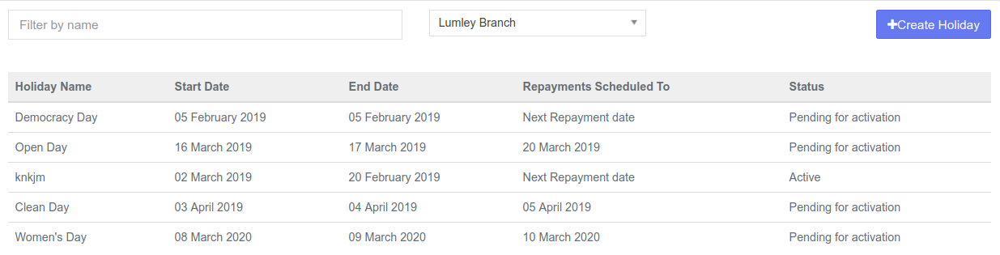 Filter by name Lumley Branch +Create Holiday
Holiday Name Start Date End Date Repayments Scheduled To Status
Democracy Day 05 February 2019 05 February 2019 Next Repayment date Pending for activation
Open Day 16 March 2019 17 March 2019 20 March 2019 Pending for activation
knkjm 02 March 2019 20 February 2019 Next Repayment date Active
Clean Day 03 April 2019 04 April 2019 05 April 2019 Pending for activation
Women's Day 08 March 2020 09 March 2020 10 March 2020 Pending for activation